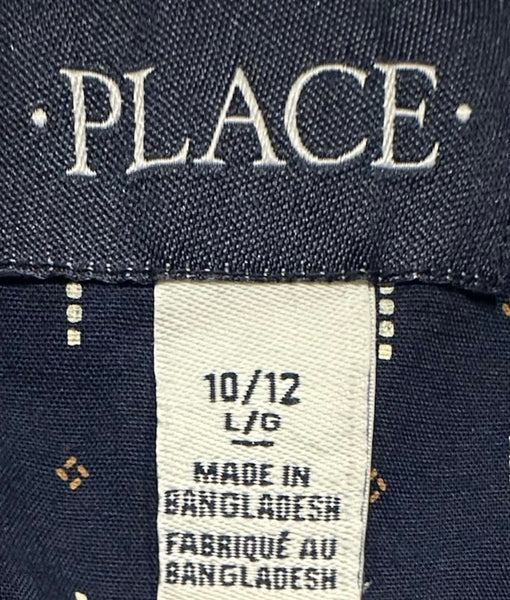 ·PLACE·
10/12
L/G
MADE IN
BANGLADESH
FABRIQUÉ AU
BANGLADESH